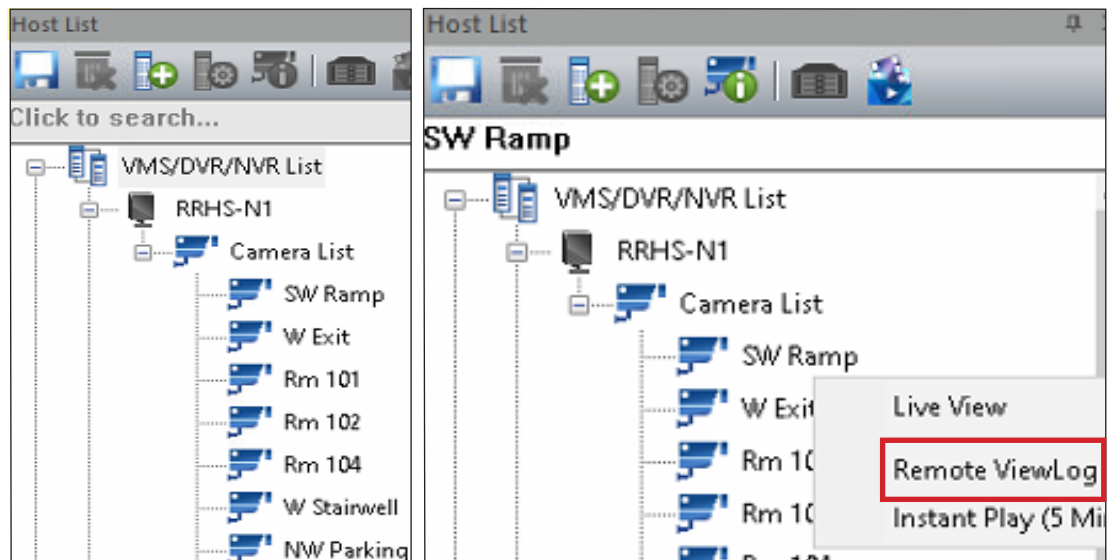 Host List
Click to search...
VMS/DVR/NVR List
RRHS-N1
Camera List
SW Ramp
W Exit
Rm 101
Rm 102
Rm 104
W Stairwell
NW Parking
Host List
SW Ramp
VMS/DVR/NVR List
RRHS-N1
Camera List
SW Ramp
W Exit
Rm
Rm
Live View
Remote ViewLog
Instant Play (5